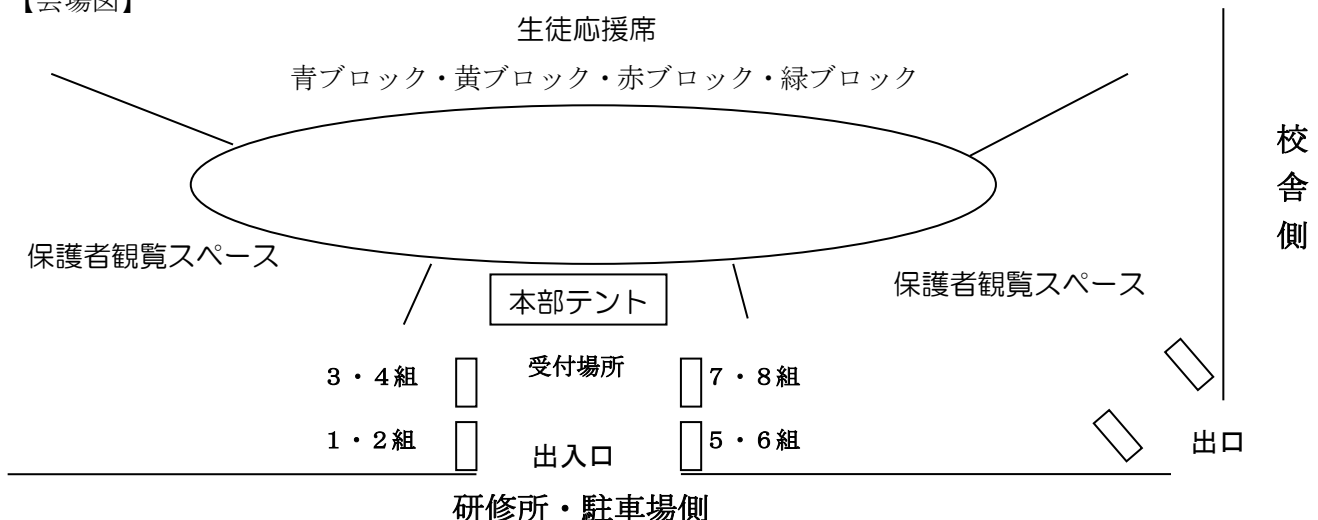 【会場図】
生徒応援席
青ブロック・黄ブロック・赤ブロック・緑ブロック
校舎側
保護者観覧スペース
保護者観覧スペース
本部テント
受付場所
3・4組
7・8組
1・2組
出入口
5・6組
出口
研修所・駐車場側